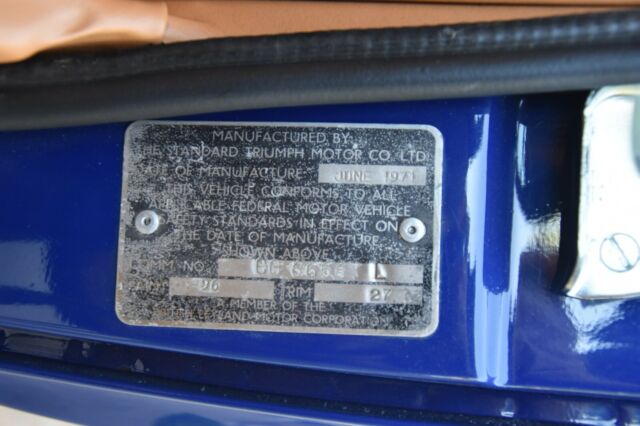 MANUFACTURED BY
THE STANDARD TRIUMPH MOTOR CO. LTD
DATE OF MANUFACTURE JUNE 1971
THIS VEHICLE CONFORMS TO ALL
APPLICABLE FEDERAL MOTOR VEHICLE
SAFETY STANDARDS IN EFFECT ON
THE DATE OF MANUFACTURE
SHOWN ABOVE
NO. L
TRIM 27
MEMBER OF THE
LEYLAND MOTOR CORPORATION